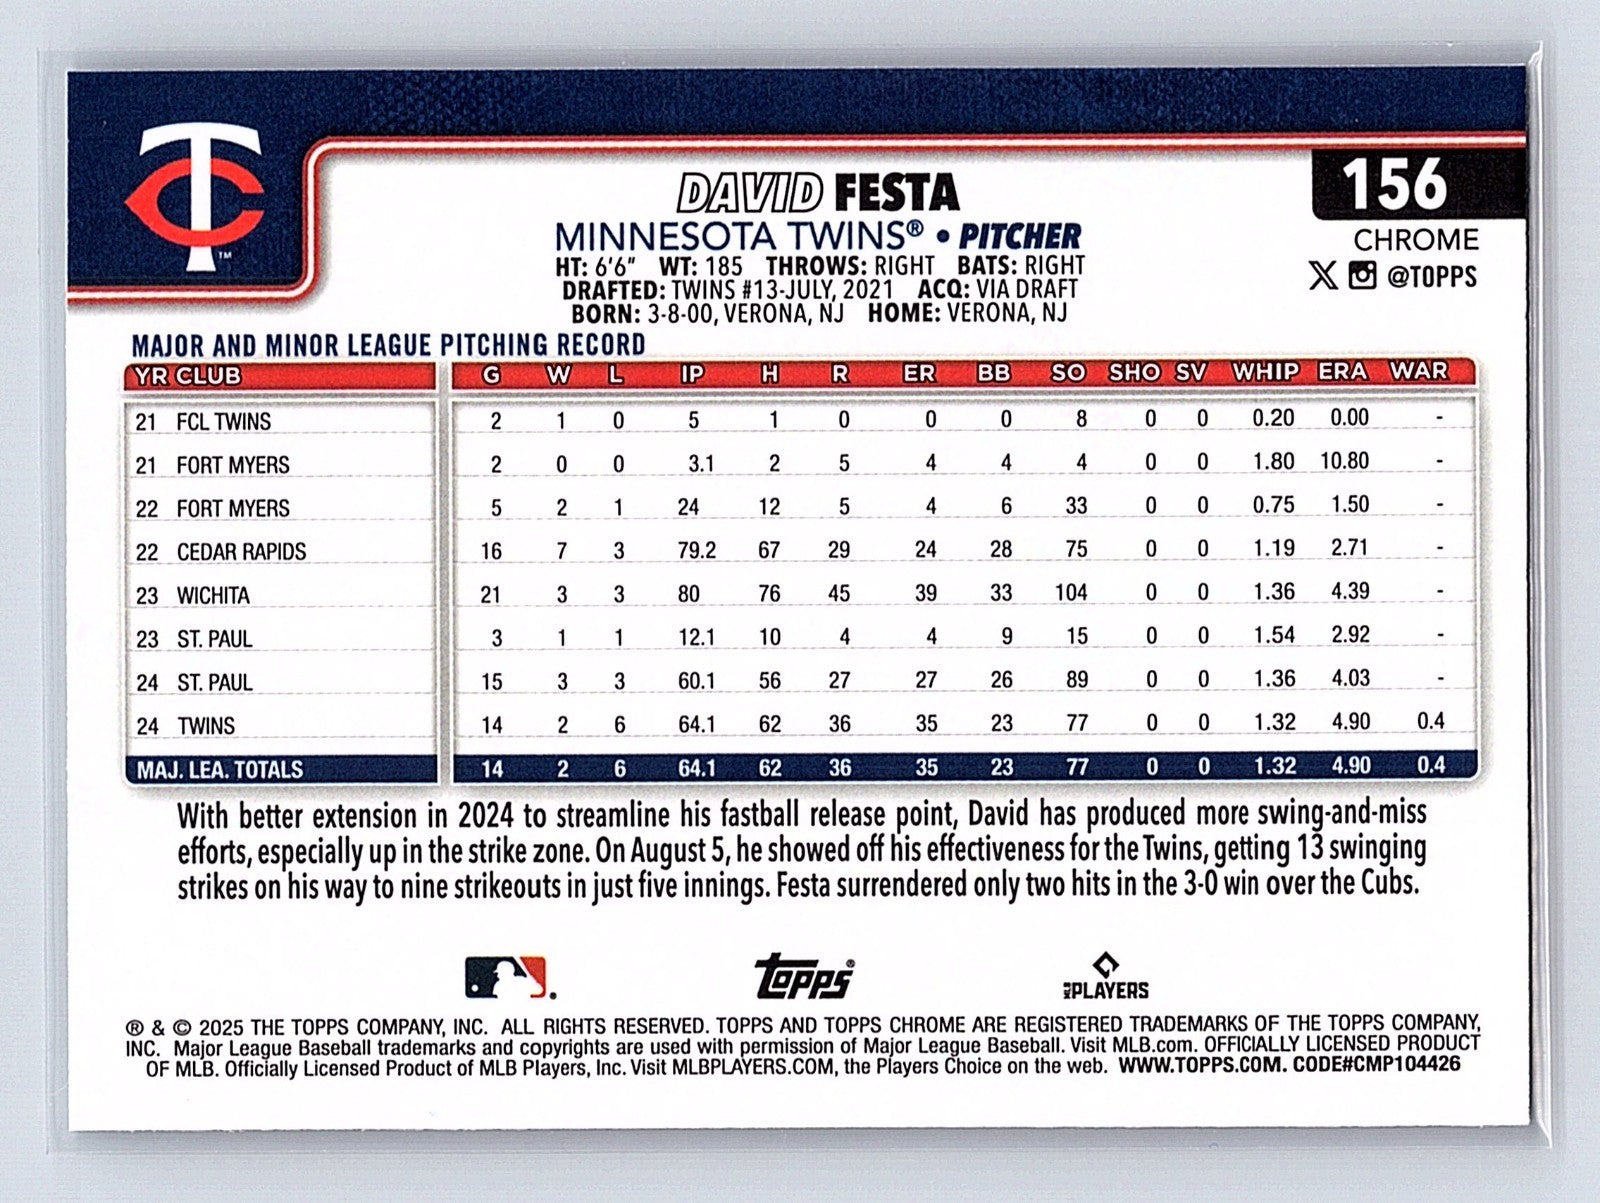 TC™
DAVID FESTA
156
MINNESOTA TWINS® • PITCHER
CHROME
HT: 6'6" WT: 185 THROWS: RIGHT BATS: RIGHT
X @TOPPS
DRAFTED: TWINS #13-JULY, 2021 ACQ: VIA DRAFT
BORN: 3-8-00, VERONA, NJ HOME: VERONA, NJ
MAJOR AND MINOR LEAGUE PITCHING RECORD
YR CLUB G W L IP H R ER BB SO SHO SV WHIP ERA WAR
21 FCL TWINS 2 1 0 5 1 0 0 0 8 0 0 0.20 0.00 -
21 FORT MYERS 2 0 0 3.1 2 5 4 4 4 0 0 1.80 10.80 -
22 FORT MYERS 5 2 1 24 12 5 4 6 33 0 0 0.75 1.50 -
22 CEDAR RAPIDS 16 7 3 79.2 67 29 24 28 75 0 0 1.19 2.71 -
23 WICHITA 21 3 3 80 76 45 39 33 104 0 0 1.36 4.39 -
23 ST. PAUL 3 1 1 12.1 10 4 4 9 15 0 0 1.54 2.92 -
24 ST. PAUL 15 3 3 60.1 56 27 27 26 89 0 0 1.36 4.03 -
24 TWINS 14 2 6 64.1 62 36 35 23 77 0 0 1.32 4.90 0.4
MAJ. LEA. TOTALS 14 2 6 64.1 62 36 35 23 77 0 0 1.32 4.90 0.4
With better extension in 2024 to streamline his fastball release point, David has produced more swing-and-miss
efforts, especially up in the strike zone. On August 5, he showed off his effectiveness for the Twins, getting 13 swinging
strikes on his way to nine strikeouts in just five innings. Festa surrendered only two hits in the 3-0 win over the Cubs.
Topps®
MLB PLAYERS
® & © 2025 THE TOPPS COMPANY, INC. ALL RIGHTS RESERVED. TOPPS AND TOPPS CHROME ARE REGISTERED TRADEMARKS OF THE TOPPS COMPANY,
INC. Major League Baseball trademarks and copyrights are used with permission of Major League Baseball. Visit MLB.com. OFFICIALLY LICENSED PRODUCT
OF MLB. Officially Licensed Product of MLB Players, Inc. Visit MLBPLAYERS.COM, the Players Choice on the web. WWW.TOPPS.COM. CODE#CMP104426